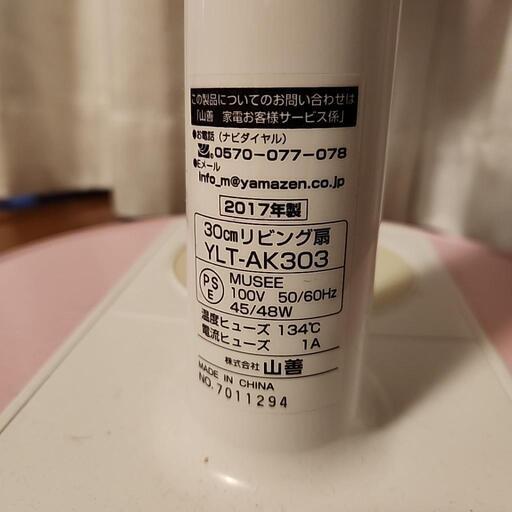 この製品についてのお問い合わせは
「山善 家電お客様サービス係」
●お電話(ナビダイヤル)
0570-077-078
●Eメール
info_m@yamazen.co.jp
2017年製
30cmリビング扇
YLT-AK303
PSE
MUSEE
100V 50/60Hz
45/48W
温度ヒューズ 134℃
電流ヒューズ 1A
株式会社 山善
MADE IN CHINA
NO. 7011294